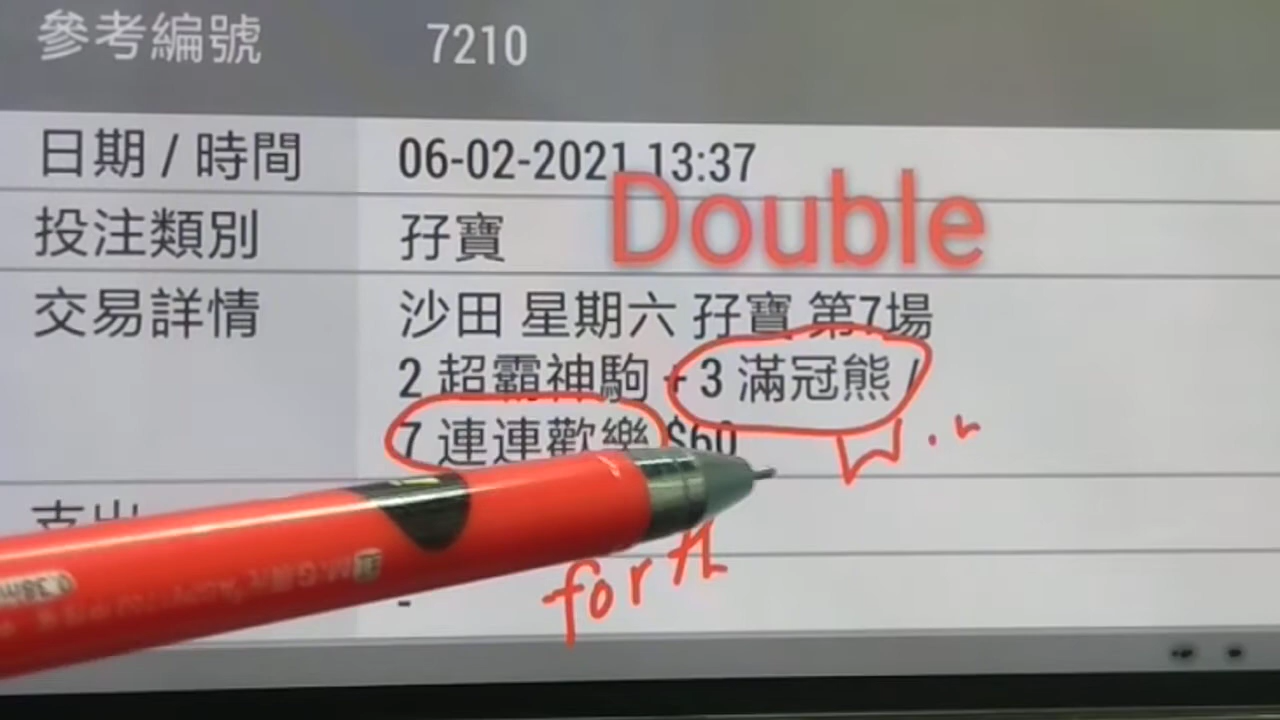 參考編號 7210
日期 / 時間 06-02-2021 13:37
Double
投注類別 孖寶
交易詳情 沙田 星期六 孖寶 第7場
2 超霸神駒 + 3 滿冠熊 /
7 連連歡樂 $60
支出
-